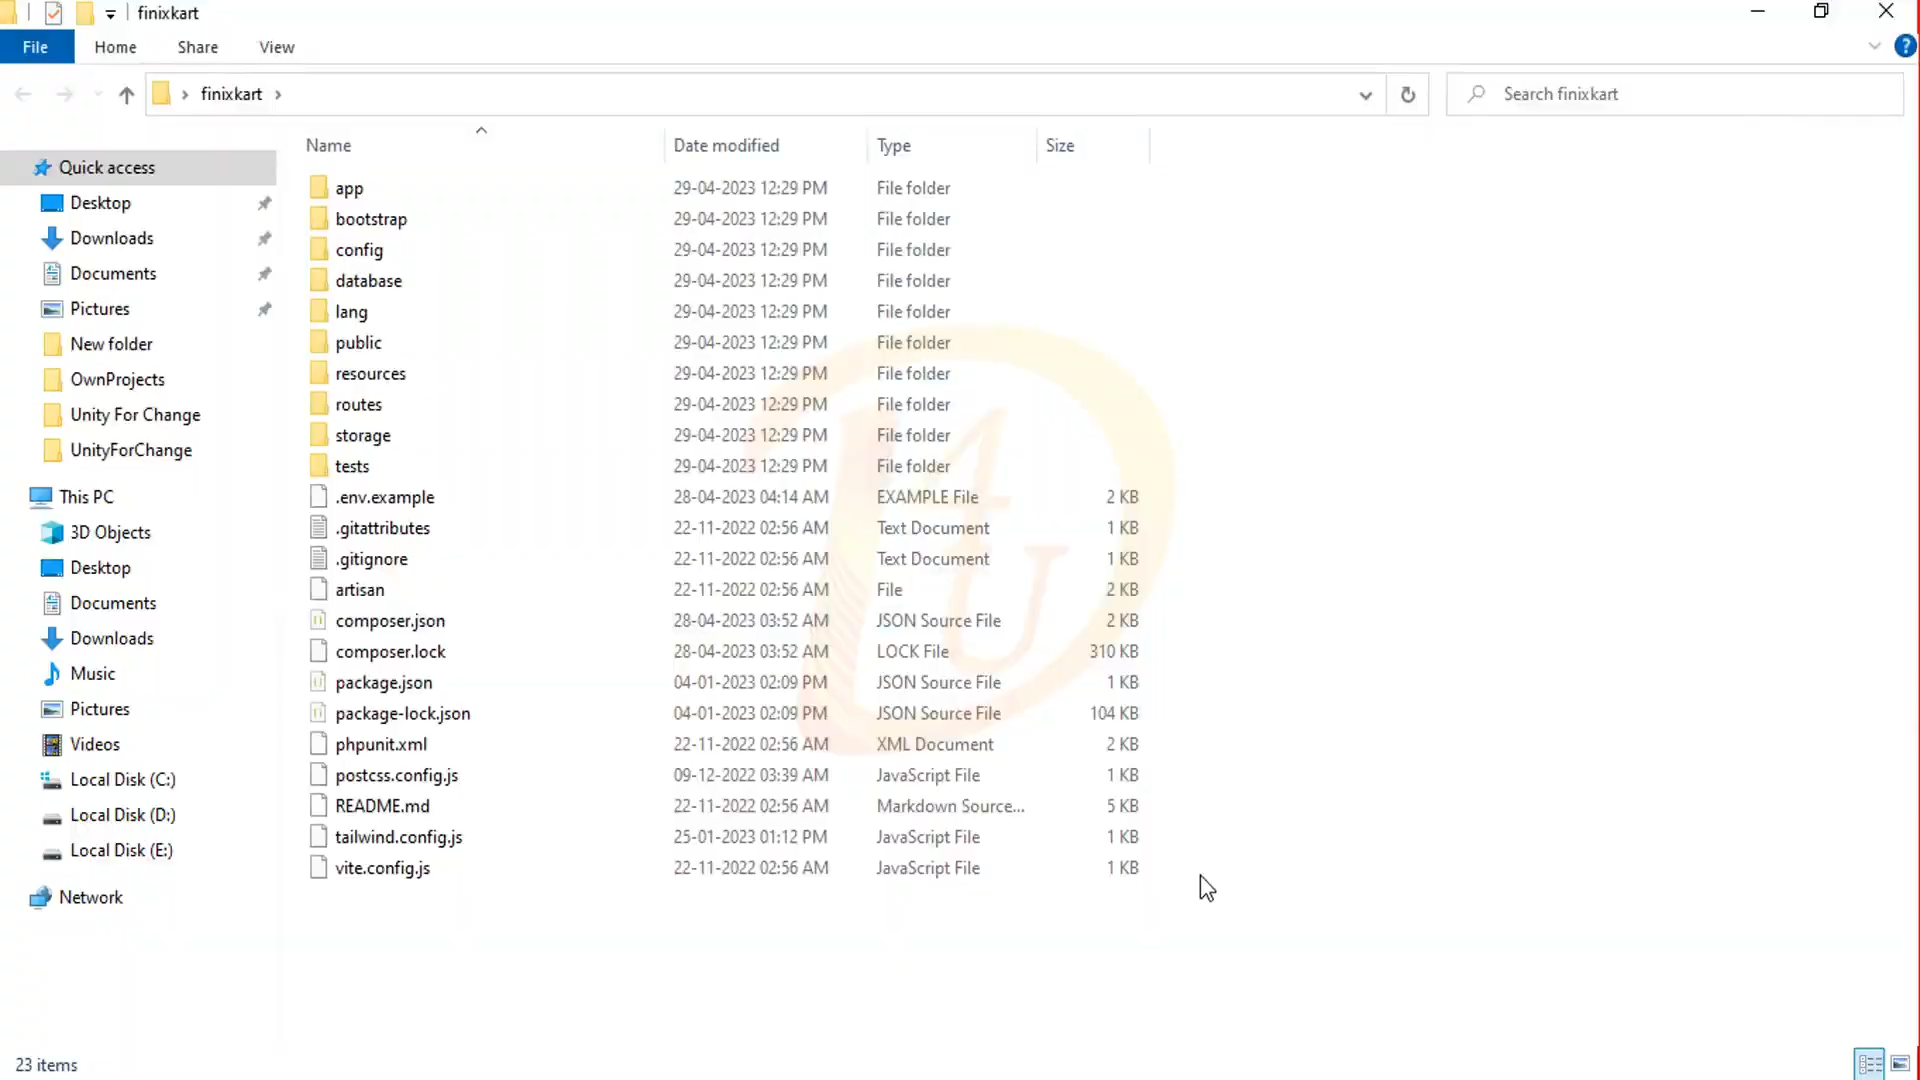 finixkart
File Home Share View
finixkart
Search finixkart
Name Date modified Type Size
Quick access
Desktop
Downloads
Documents
Pictures
New folder
OwnProjects
Unity For Change
UnityForChange
This PC
3D Objects
Desktop
Documents
Downloads
Music
Pictures
Videos
Local Disk (C:)
Local Disk (D:)
Local Disk (E:)
Network
app 29-04-2023 12:29 PM File folder
bootstrap 29-04-2023 12:29 PM File folder
config 29-04-2023 12:29 PM File folder
database 29-04-2023 12:29 PM File folder
lang 29-04-2023 12:29 PM File folder
public 29-04-2023 12:29 PM File folder
resources 29-04-2023 12:29 PM File folder
routes 29-04-2023 12:29 PM File folder
storage 29-04-2023 12:29 PM File folder
tests 29-04-2023 12:29 PM File folder
.env.example 28-04-2023 04:14 AM EXAMPLE File 2 KB
.gitattributes 22-11-2022 02:56 AM Text Document 1 KB
.gitignore 22-11-2022 02:56 AM Text Document 1 KB
artisan 22-11-2022 02:56 AM File 2 KB
composer.json 28-04-2023 03:52 AM JSON Source File 2 KB
composer.lock 28-04-2023 03:52 AM LOCK File 310 KB
package.json 04-01-2023 02:09 PM JSON Source File 1 KB
package-lock.json 04-01-2023 02:09 PM JSON Source File 104 KB
phpunit.xml 22-11-2022 02:56 AM XML Document 2 KB
postcss.config.js 09-12-2022 03:39 AM JavaScript File 1 KB
README.md 22-11-2022 02:56 AM Markdown Source... 5 KB
tailwind.config.js 25-01-2023 01:12 PM JavaScript File 1 KB
vite.config.js 22-11-2022 02:56 AM JavaScript File 1 KB
D4U
23 items